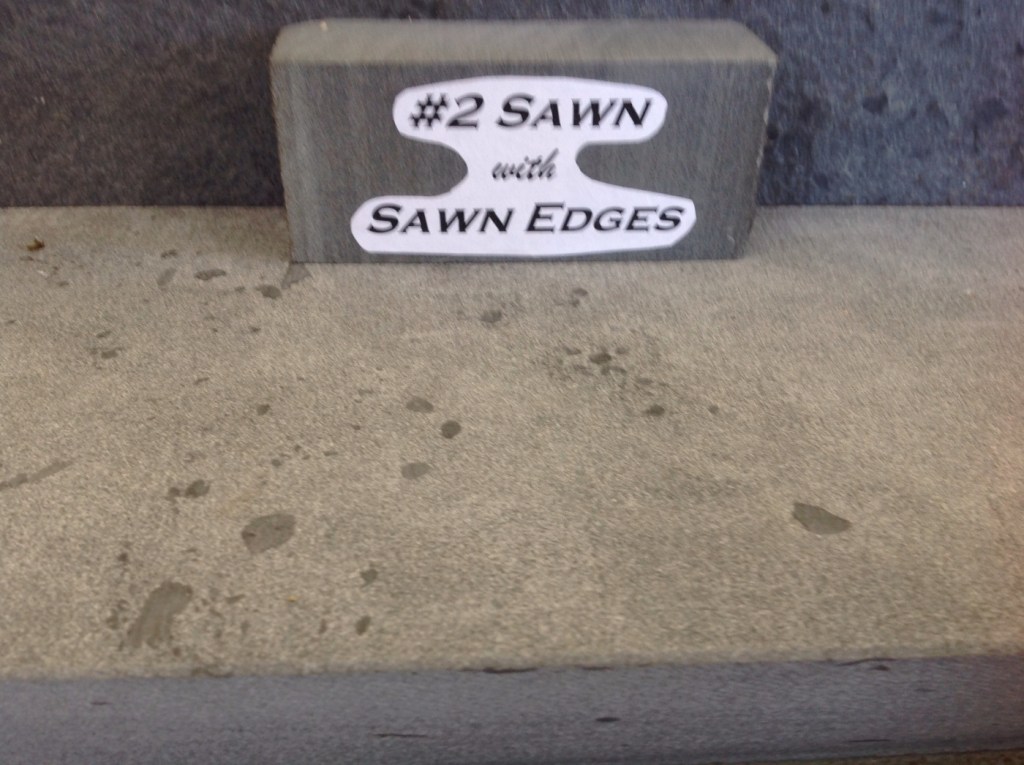 #2 Sawn
with
Sawn Edges